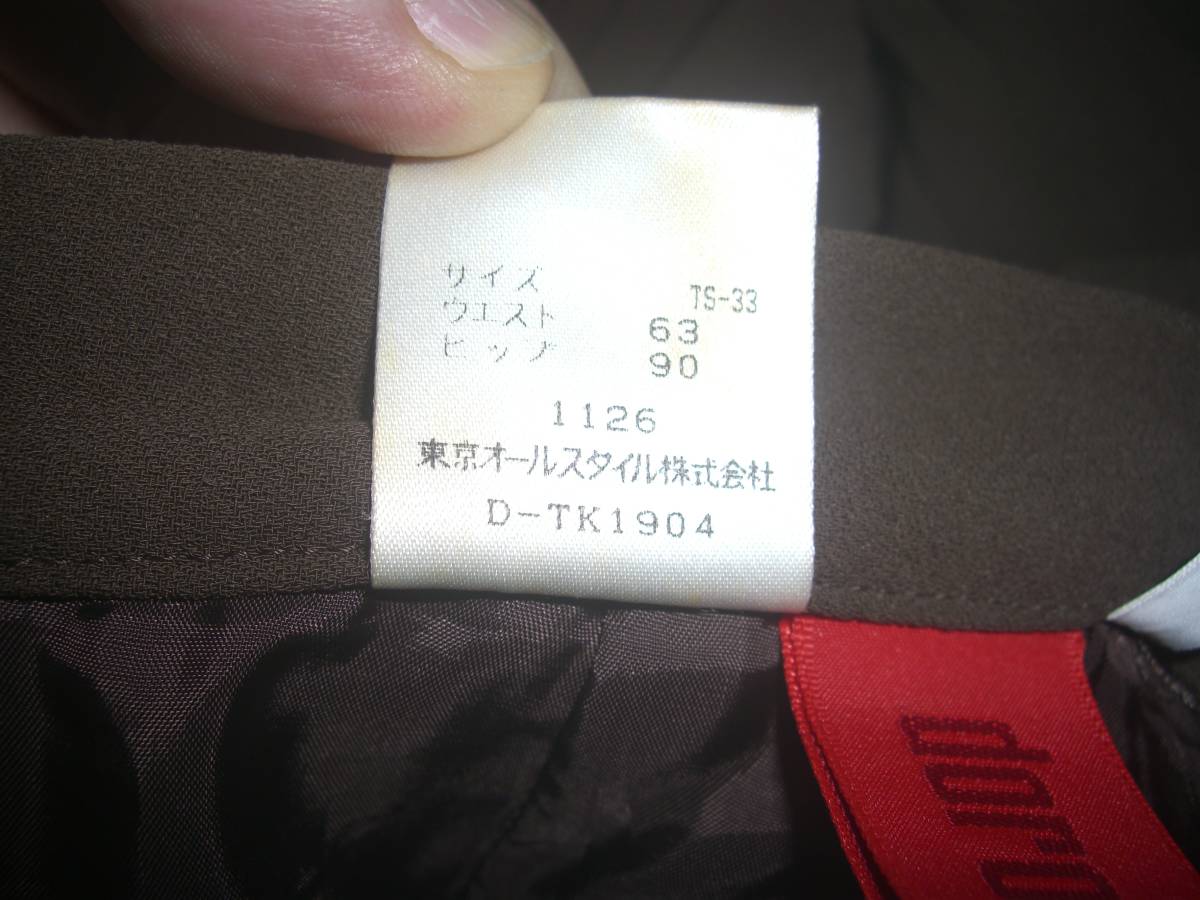 サイズ TS-33
ウエスト 63
ヒップ 90
1126
東京オールスタイル株式会社
D-TK1904